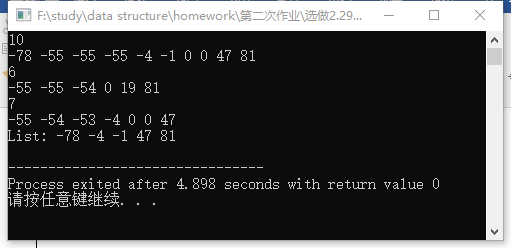 F:\study\data structure\homework\第二次作业\选做2.29...
10
-78 -55 -55 -55 -4 -1 0 0 47 81
6
-55 -55 -54 0 19 81
7
-55 -54 -53 -4 0 0 47
List: -78 -4 -1 47 81
--------------------------------
Process exited after 4.898 seconds with return value 0
请按任意键继续. . .